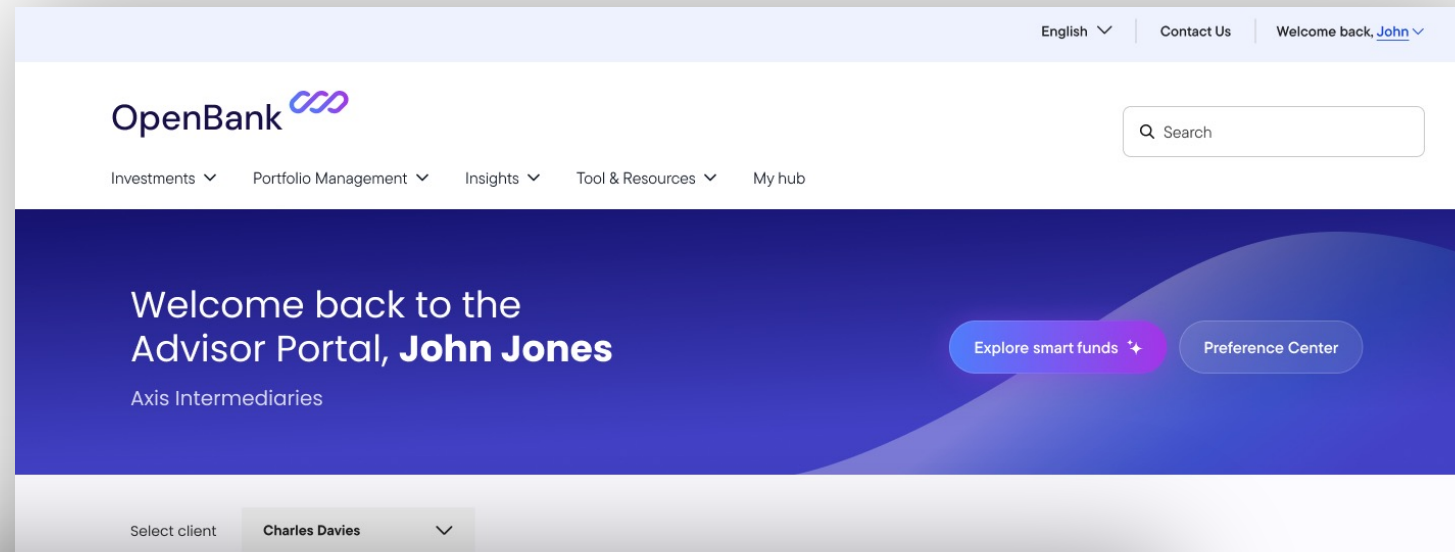 English
Contact Us
Welcome back, John
OpenBank
Search
Investments
Portfolio Management
Insights
Tool & Resources
My hub
Welcome back to the
Advisor Portal, John Jones
Axis Intermediaries
Explore smart funds
Preference Center
Select client
Charles Davies